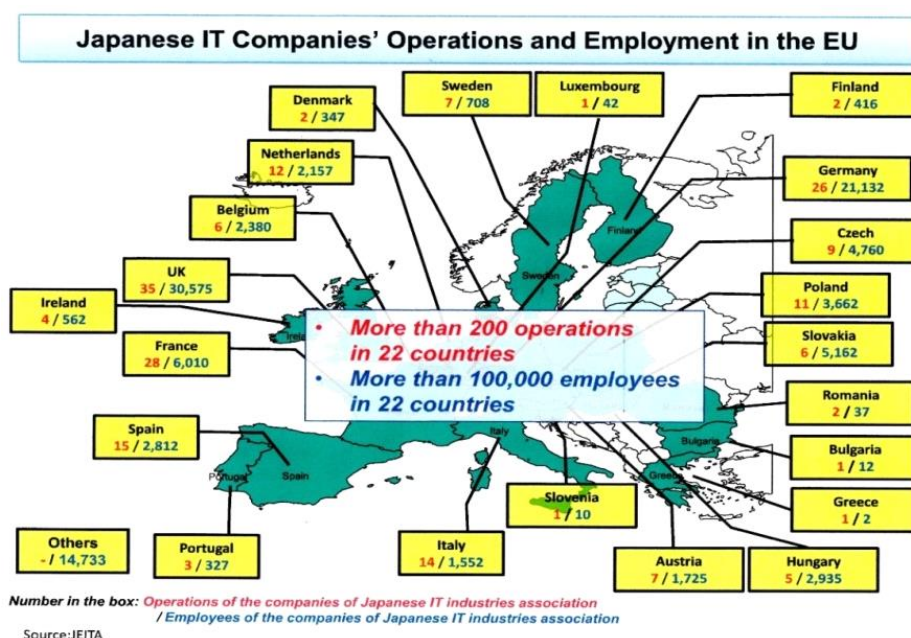 Japanese IT Companies' Operations and Employment in the EU
Sweden
7 / 708
Luxembourg
1 / 42
Finland
2 / 416
Denmark
2 / 347
Netherlands
12 / 2,157
Germany
26 / 21,132
Belgium
6 / 2,380
Czech
9 / 4,760
UK
35 / 30,575
Poland
11 / 3,662
Ireland
4 / 562
France
28 / 6,010
Slovakia
6 / 5,162
Finland
Sweden
• More than 200 operations
in 22 countries
• More than 100,000 employees
in 22 countries
Romania
2 / 37
Spain
15 / 2,812
Bulgaria
1 / 12
Italy
Bulgaria
Portugal
Spain
Greece
1 / 2
Slovenia
1 / 10
Others
- / 14,733
Portugal
3 / 327
Italy
14 / 1,552
Austria
7 / 1,725
Hungary
5 / 2,935
Number in the box: Operations of the companies of Japanese IT industries association
/ Employees of the companies of Japanese IT industries association
Source:JEITA